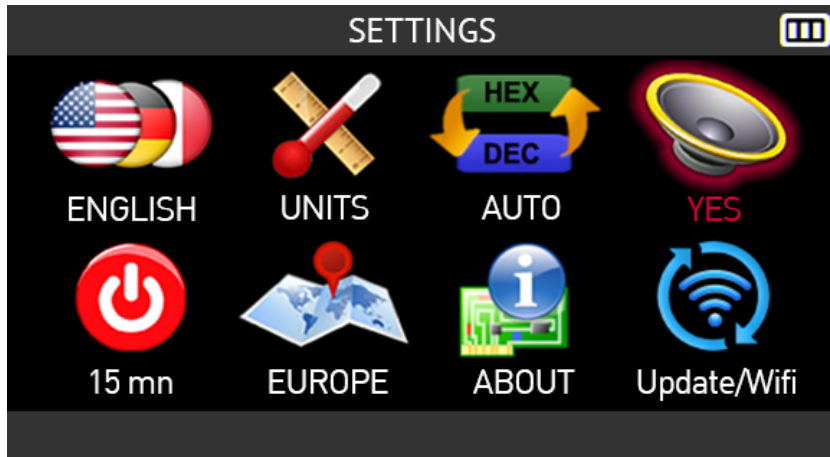 SETTINGS
HEX
DEC
ENGLISH
UNITS
AUTO
YES
15 mn
EUROPE
ABOUT
Update/Wifi